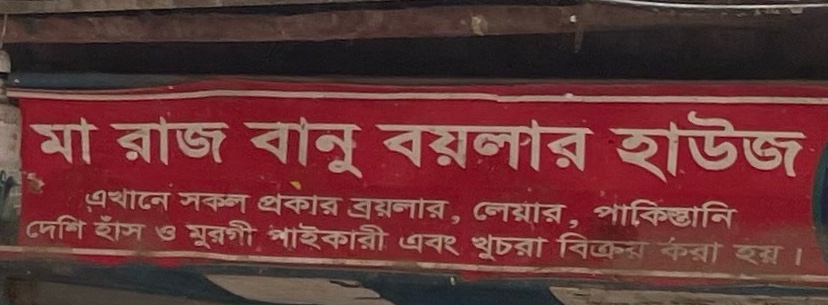 মা রাজ বানু বয়লার হাউজ
এখানে সকল প্রকার ব্রয়লার, লেয়ার, পাকিস্তানি
দেশি হাঁস ও মুরগী পাইকারী এবং খুচরা বিক্রয় করা হয়।